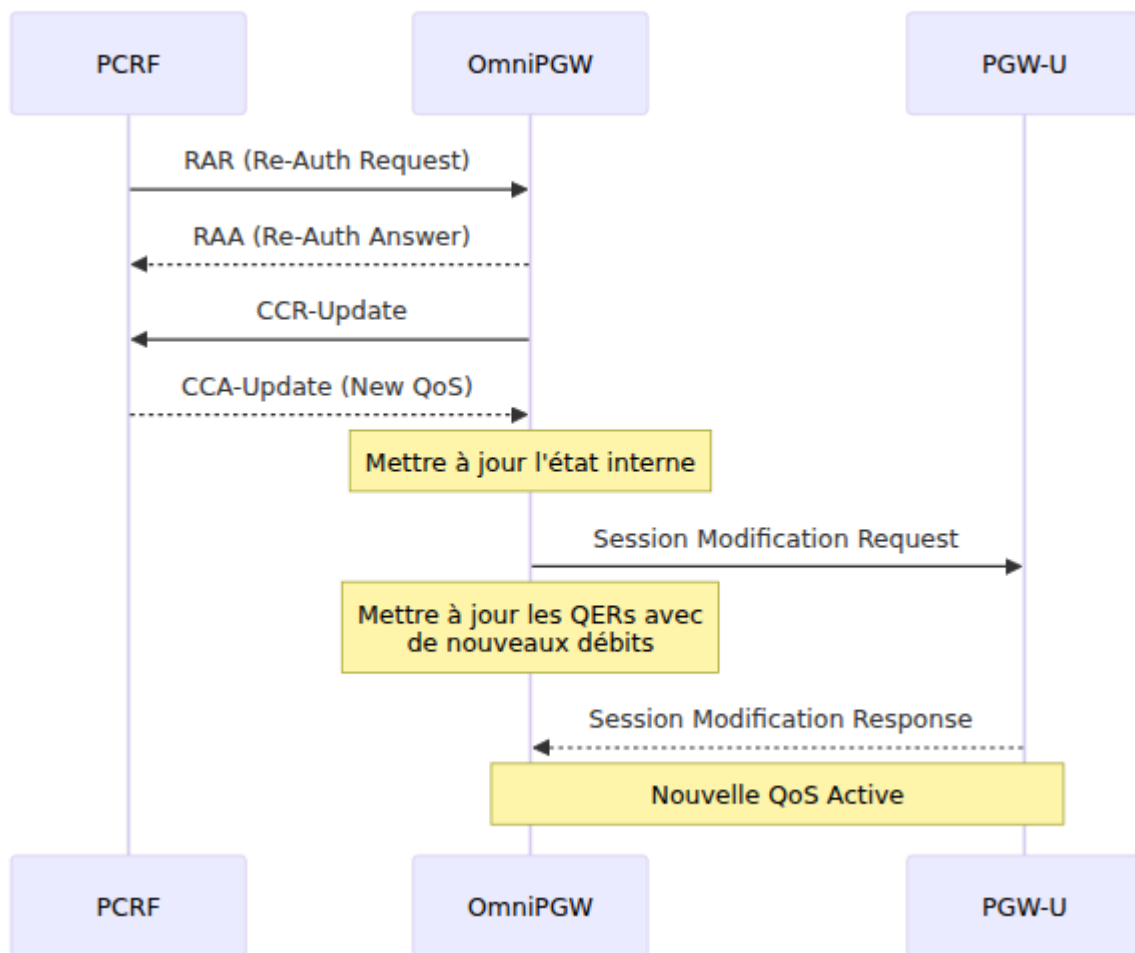 PCRF
OmniPGW
PGW-U
RAR (Re-Auth Request)
RAA (Re-Auth Answer)
CCR-Update
CCA-Update (New QoS)
Mettre à jour l'état interne
Session Modification Request
Mettre à jour les QERs avec
de nouveaux débits
Session Modification Response
Nouvelle QoS Active
PCRF
OmniPGW
PGW-U